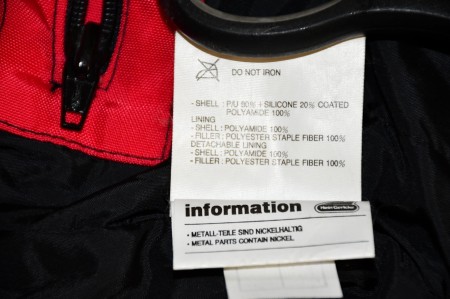 DO NOT IRON
- SHELL : P/U 80% + SILICONE 20% COATED
POLYAMIDE 100%
LINING
- SHELL : POLYAMIDE 100%
- FILLER : POLYESTER STAPLE FIBER 100%
DETACHABLE LINING
- SHELL : POLYAMIDE 100%
- FILLER : POLYESTER STAPLE FIBER 100%
information
- METALL-TEILE SIND NICKELHALTIG
- METAL PARTS CONTAIN NICKEL